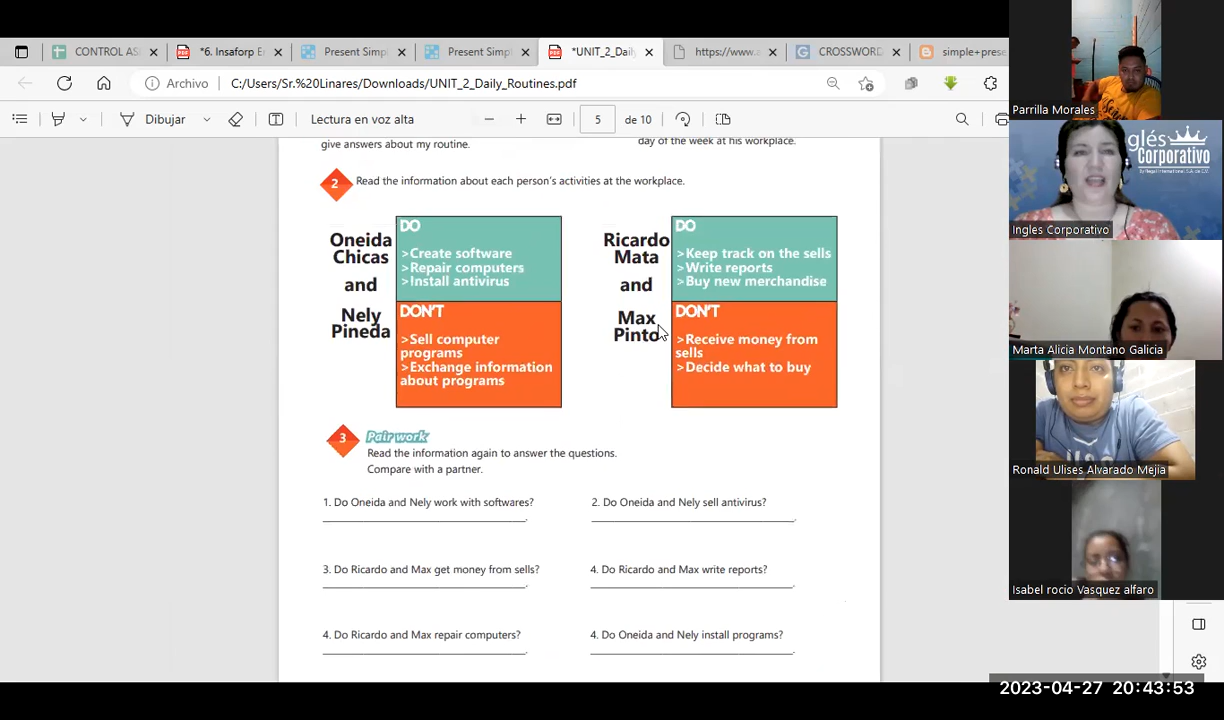 CONTROL AS
*6. Insaforp E
Present Simp
Present Simp
*UNIT_2_Dail
https://www.
CROSSWORD
simple+prese
Archivo
C:/Users/Sr.%20Linares/Downloads/UNIT_2_Daily_Routines.pdf
Dibujar
Lectura en voz alta
5
de 10
give answers about my routine.
day of the week at his workplace.
2
Read the information about each person's activities at the workplace.
Oneida
Chicas
and
Nely
Pineda
DO
>Create software
>Repair computers
>Install antivirus
DON'T
>Sell computer
programs
>Exchange information
about programs
Ricardo
Mata
and
Max
Pinto
DO
>Keep track on the sells
>Write reports
>Buy new merchandise
DON'T
>Receive money from
sells
>Decide what to buy
3
Pair work
Read the information again to answer the questions.
Compare with a partner.
1. Do Oneida and Nely work with softwares?
2. Do Oneida and Nely sell antivirus?
3. Do Ricardo and Max get money from sells?
4. Do Ricardo and Max write reports?
4. Do Ricardo and Max repair computers?
4. Do Oneida and Nely install programs?
Parrilla Morales
glés
Corporativo
Ingles Corporativo
Marta Alicia Montano Galicia
Ronald Ulises Alvarado Mejia
Isabel rocio Vasquez alfaro
2023-04-27 20:43:53